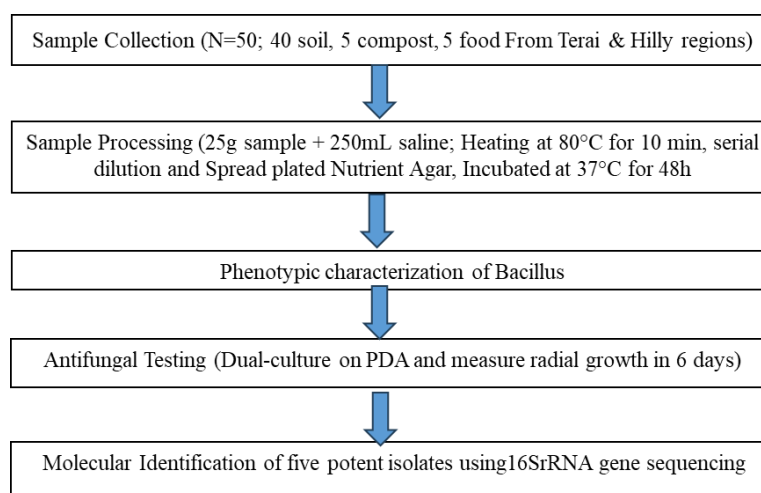 Sample Collection (N=50; 40 soil, 5 compost, 5 food From Terai & Hilly regions)
Sample Processing (25g sample + 250mL saline; Heating at 80°C for 10 min, serial
dilution and Spread plated Nutrient Agar, Incubated at 37°C for 48h
Phenotypic characterization of Bacillus
Antifungal Testing (Dual-culture on PDA and measure radial growth in 6 days)
Molecular Identification of five potent isolates using16SrRNA gene sequencing